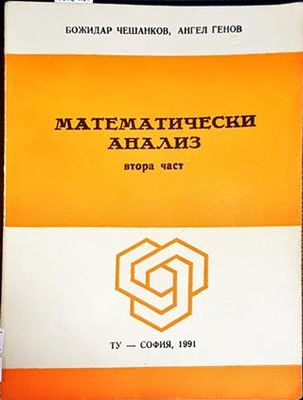 БОЖИДАР ЧЕШАНКОВ, АНГЕЛ ГЕНОВ
МАТЕМАТИЧЕСКИ
АНАЛИЗ
втора част
ТУ — СОФИЯ, 1991